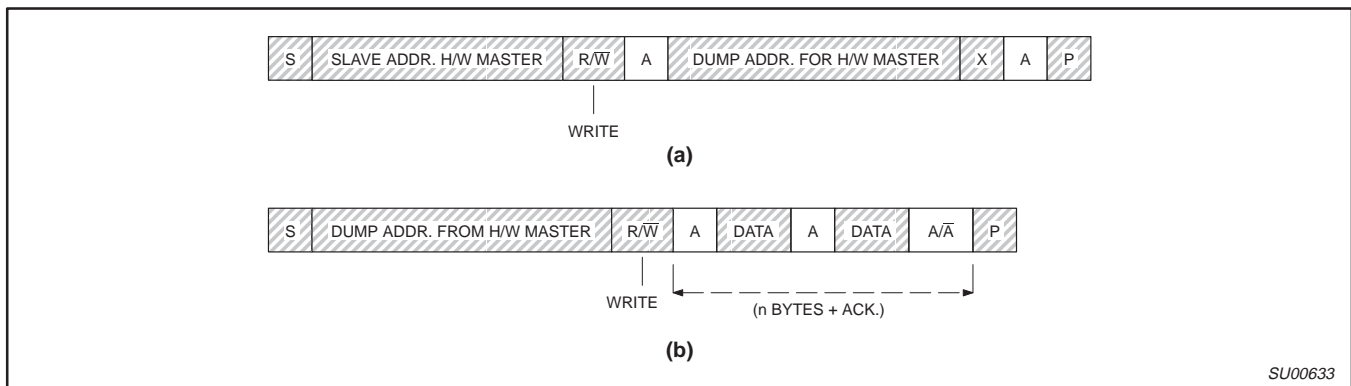 S SLAVE ADDR. H/W MASTER R/W̅ A DUMP ADDR. FOR H/W MASTER X A P
WRITE
(a)
S DUMP ADDR. FROM H/W MASTER R/W̅ A DATA A DATA A/A̅ P
WRITE (n BYTES + ACK.)
(b)
SU00633